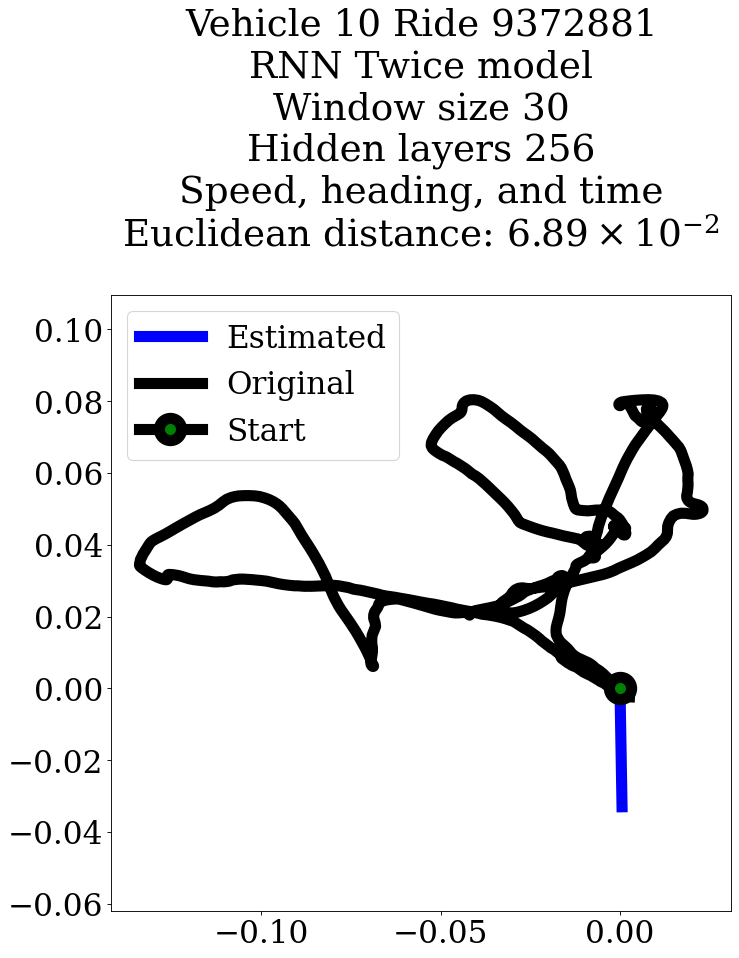 Vehicle 10 Ride 9372881
RNN Twice model
Window size 30
Hidden layers 256
Speed, heading, and time
Euclidean distance: 6.89 × 10⁻²
Estimated
Original
Start
0.10
0.08
0.06
0.04
0.02
0.00
−0.02
−0.04
−0.06
−0.10
−0.05
0.00